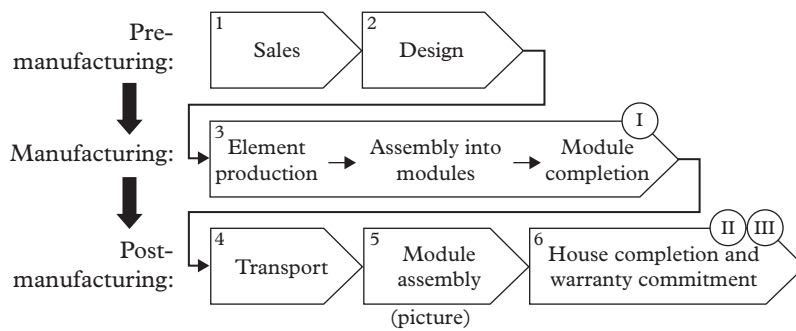 Pre-
manufacturing:
1
Sales
2
Design
Manufacturing:
3
I
Element
production
Assembly into
modules
Module
completion
Post-
manufacturing:
4
Transport
5
Module
assembly
(picture)
6
II
III
House completion and
warranty commitment